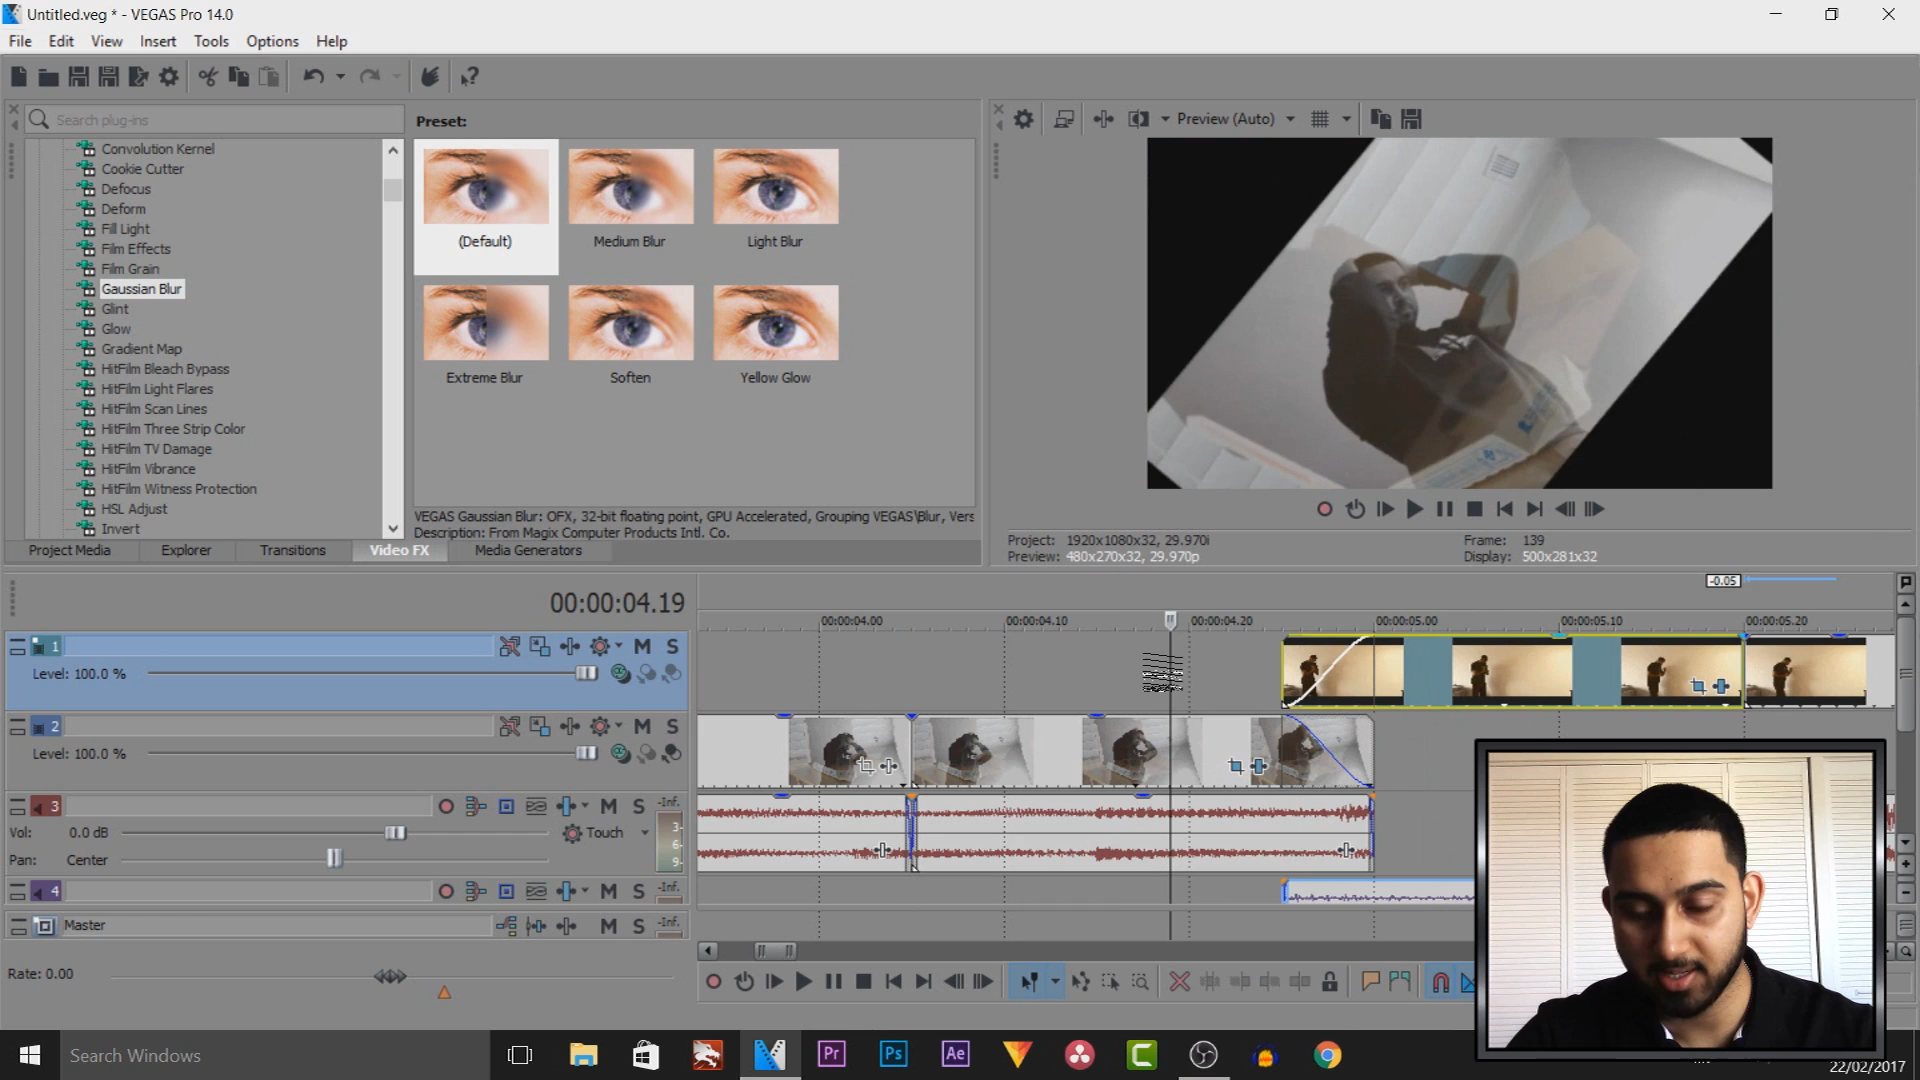 Untitled.veg * - VEGAS Pro 14.0
File Edit View Insert Tools Options Help
Search plug-ins
Preset:
Preview (Auto)
Convolution Kernel
Cookie Cutter
Defocus
Deform
Fill Light
Film Effects
Film Grain
Gaussian Blur
Glint
Glow
Gradient Map
HitFilm Bleach Bypass
HitFilm Light Flares
HitFilm Scan Lines
HitFilm Three Strip Color
HitFilm TV Damage
HitFilm Vibrance
HitFilm Witness Protection
HSL Adjust
Invert
(Default) Medium Blur Light Blur
Extreme Blur Soften Yellow Glow
VEGAS Gaussian Blur: OFX, 32-bit floating point, GPU Accelerated, Grouping VEGAS\Blur, Vers
Description: From Magix Computer Products Intl. Co.
Project Media Explorer Transitions Video FX Media Generators
Project: 1920x1080x32, 29.970i
Preview: 480x270x32, 29.970p
Frame: 139
Display: 500x281x32
00:00:04.19
-0.05
00:00:04.00 00:00:04.10 00:00:04.20 00:00:05.00 00:00:05.10 00:00:05.20
1 M S
Level: 100.0 %
2 M S
Level: 100.0 %
3 M S -Inf.
Vol: 0.0 dB Touch
Pan: Center
3-
6-
9-
4 M S -Inf.
Master M S -Inf.
Rate: 0.00
Search Windows
Pr Ps Ae
22/02/2017